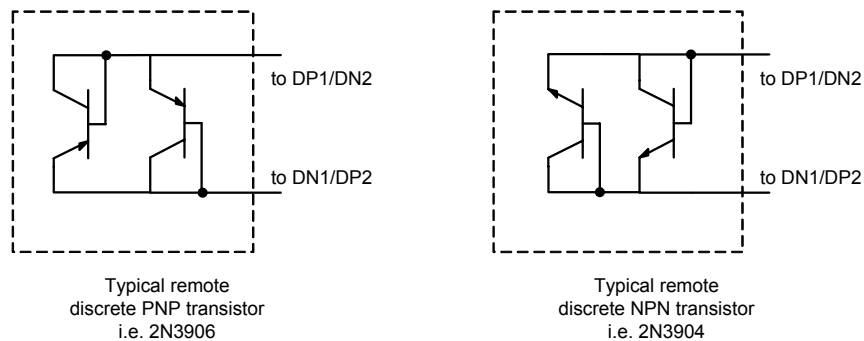 to DP1/DN2
to DN1/DP2
Typical remote
discrete PNP transistor
i.e. 2N3906
to DP1/DN2
to DN1/DP2
Typical remote
discrete NPN transistor
i.e. 2N3904